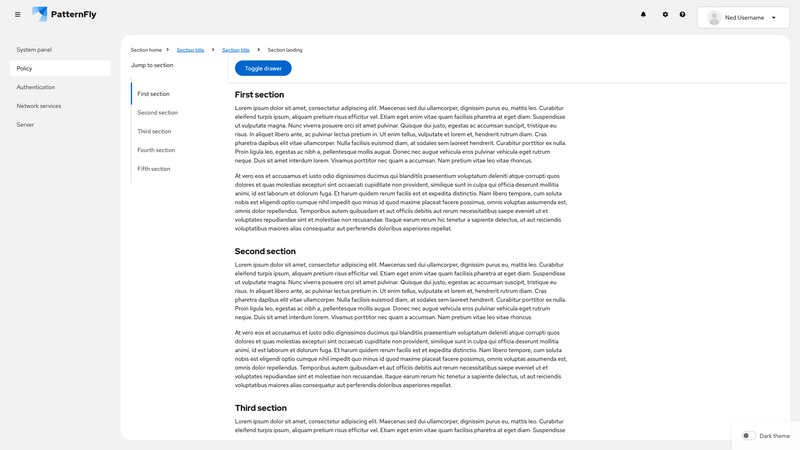 PatternFly
Ned Username
System panel
Policy
Authentication
Network services
Server
Section home
Section title
Section title
Section landing
Jump to section
First section
Second section
Third section
Fourth section
Fifth section
Toggle drawer
First section
Lorem ipsum dolor sit amet, consectetur adipiscing elit. Maecenas sed dui ullamcorper, dignissim purus eu, mattis leo. Curabitur
eleifend turpis ipsum, aliquam pretium risus efficitur vel. Etiam eget enim vitae quam facilisis pharetra at eget diam. Suspendisse
ut vulputate magna. Nunc viverra posuere orci sit amet pulvinar. Quisque dui justo, egestas ac accumsan suscipit, tristique eu
risus. In aliquet libero ante, ac pulvinar lectus pretium in. Ut enim tellus, vulputate et lorem et, hendrerit rutrum diam. Cras
pharetra dapibus elit vitae ullamcorper. Nulla facilisis euismod diam, at sodales sem laoreet hendrerit. Curabitur porttitor ex nulla.
Proin ligula leo, egestas ac nibh a, pellentesque mollis augue. Donec nec augue vehicula eros pulvinar vehicula eget rutrum
neque. Duis sit amet interdum lorem. Vivamus porttitor nec quam a accumsan. Nam pretium vitae leo vitae rhoncus.
At vero eos et accusamus et iusto odio dignissimos ducimus qui blanditiis praesentium voluptatum deleniti atque corrupti quos
dolores et quas molestias excepturi sint occaecati cupiditate non provident, similique sunt in culpa qui officia deserunt mollitia
animi, id est laborum et dolorum fuga. Et harum quidem rerum facilis est et expedita distinctio. Nam libero tempore, cum soluta
nobis est eligendi optio cumque nihil impedit quo minus id quod maxime placeat facere possimus, omnis voluptas assumenda est,
omnis dolor repellendus. Temporibus autem quibusdam et aut officiis debitis aut rerum necessitatibus saepe eveniet ut et
voluptates repudiandae sint et molestiae non recusandae. Itaque earum rerum hic tenetur a sapiente delectus, ut aut reiciendis
voluptatibus maiores alias consequatur aut perferendis doloribus asperiores repellat.
Second section
Lorem ipsum dolor sit amet, consectetur adipiscing elit. Maecenas sed dui ullamcorper, dignissim purus eu, mattis leo. Curabitur
eleifend turpis ipsum, aliquam pretium risus efficitur vel. Etiam eget enim vitae quam facilisis pharetra at eget diam. Suspendisse
ut vulputate magna. Nunc viverra posuere orci sit amet pulvinar. Quisque dui justo, egestas ac accumsan suscipit, tristique eu
risus. In aliquet libero ante, ac pulvinar lectus pretium in. Ut enim tellus, vulputate et lorem et, hendrerit rutrum diam. Cras
pharetra dapibus elit vitae ullamcorper. Nulla facilisis euismod diam, at sodales sem laoreet hendrerit. Curabitur porttitor ex nulla.
Proin ligula leo, egestas ac nibh a, pellentesque mollis augue. Donec nec augue vehicula eros pulvinar vehicula eget rutrum
neque. Duis sit amet interdum lorem. Vivamus porttitor nec quam a accumsan. Nam pretium vitae leo vitae rhoncus.
At vero eos et accusamus et iusto odio dignissimos ducimus qui blanditiis praesentium voluptatum deleniti atque corrupti quos
dolores et quas molestias excepturi sint occaecati cupiditate non provident, similique sunt in culpa qui officia deserunt mollitia
animi, id est laborum et dolorum fuga. Et harum quidem rerum facilis est et expedita distinctio. Nam libero tempore, cum soluta
nobis est eligendi optio cumque nihil impedit quo minus id quod maxime placeat facere possimus, omnis voluptas assumenda est,
omnis dolor repellendus. Temporibus autem quibusdam et aut officiis debitis aut rerum necessitatibus saepe eveniet ut et
voluptates repudiandae sint et molestiae non recusandae. Itaque earum rerum hic tenetur a sapiente delectus, ut aut reiciendis
voluptatibus maiores alias consequatur aut perferendis doloribus asperiores repellat.
Third section
Lorem ipsum dolor sit amet, consectetur adipiscing elit. Maecenas sed dui ullamcorper, dignissim purus eu, mattis leo. Curabitur
eleifend turpis ipsum, aliquam pretium risus efficitur vel. Etiam eget enim vitae quam facilisis pharetra at eget diam. Suspendisse
Dark theme